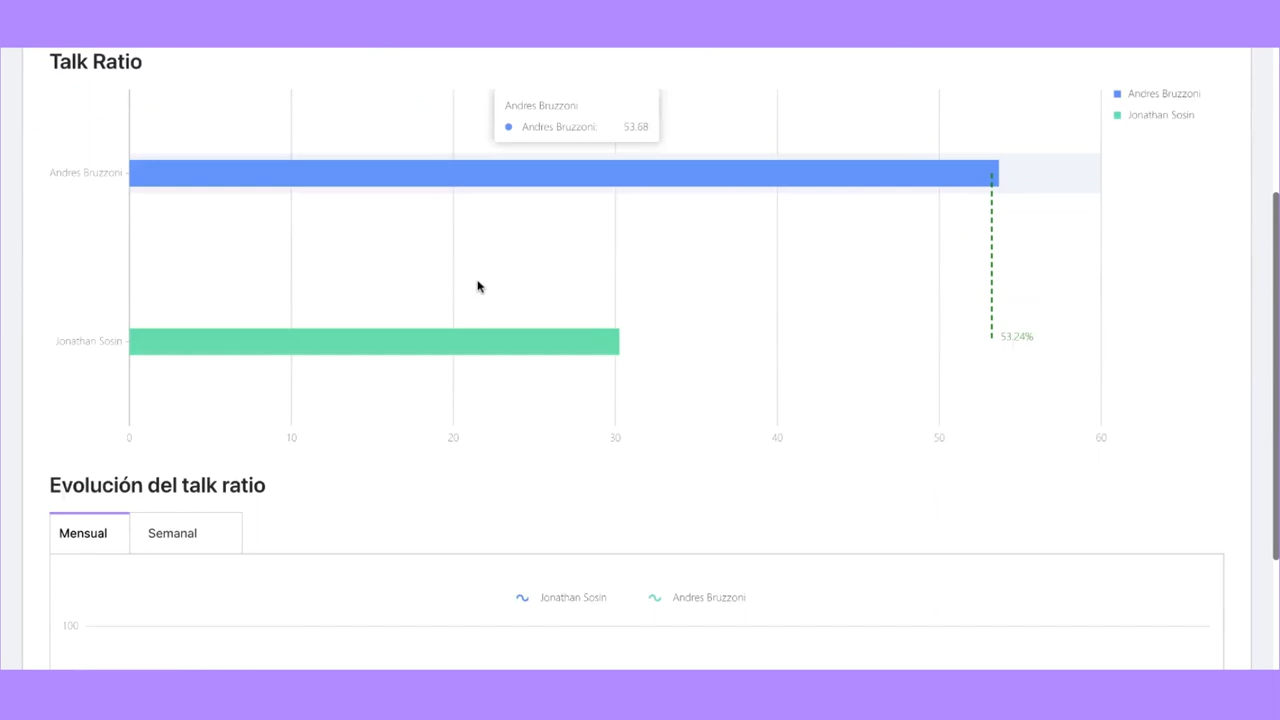 Talk Ratio
Andres Bruzzoni
Andres Bruzzoni: 53.68
Andres Bruzzoni
Jonathan Sosin
Andres Bruzzoni
Jonathan Sosin
53.24%
0 10 20 30 40 50 60
Evolución del talk ratio
Mensual Semanal
Jonathan Sosin Andres Bruzzoni
100